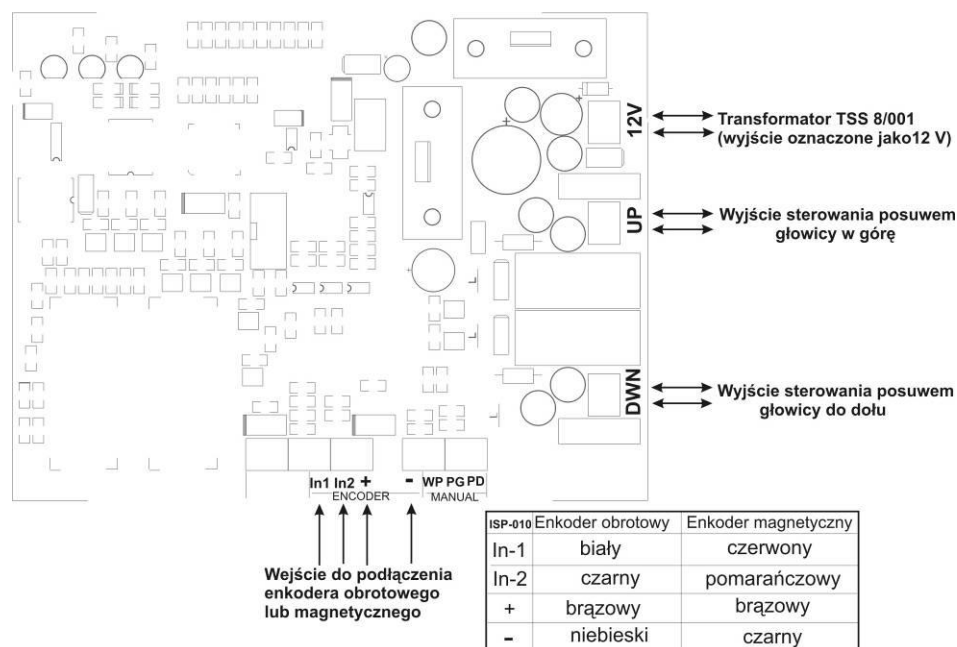 12V
Transformator TSS 8/001
(wyjście oznaczone jako12 V)
UP
Wyjście sterowania posuwem
głowicy w górę
DWN
Wyjście sterowania posuwem
głowicy do dołu
In1 In2 + - WP PG PD
ENCODER MANUAL
Wejście do podłączenia
enkodera obrotowego
lub magnetycznego
ISP-010 Enkoder obrotowy Enkoder magnetyczny
In-1 biały czerwony
In-2 czarny pomarańczowy
+ brązowy brązowy
- niebieski czarny